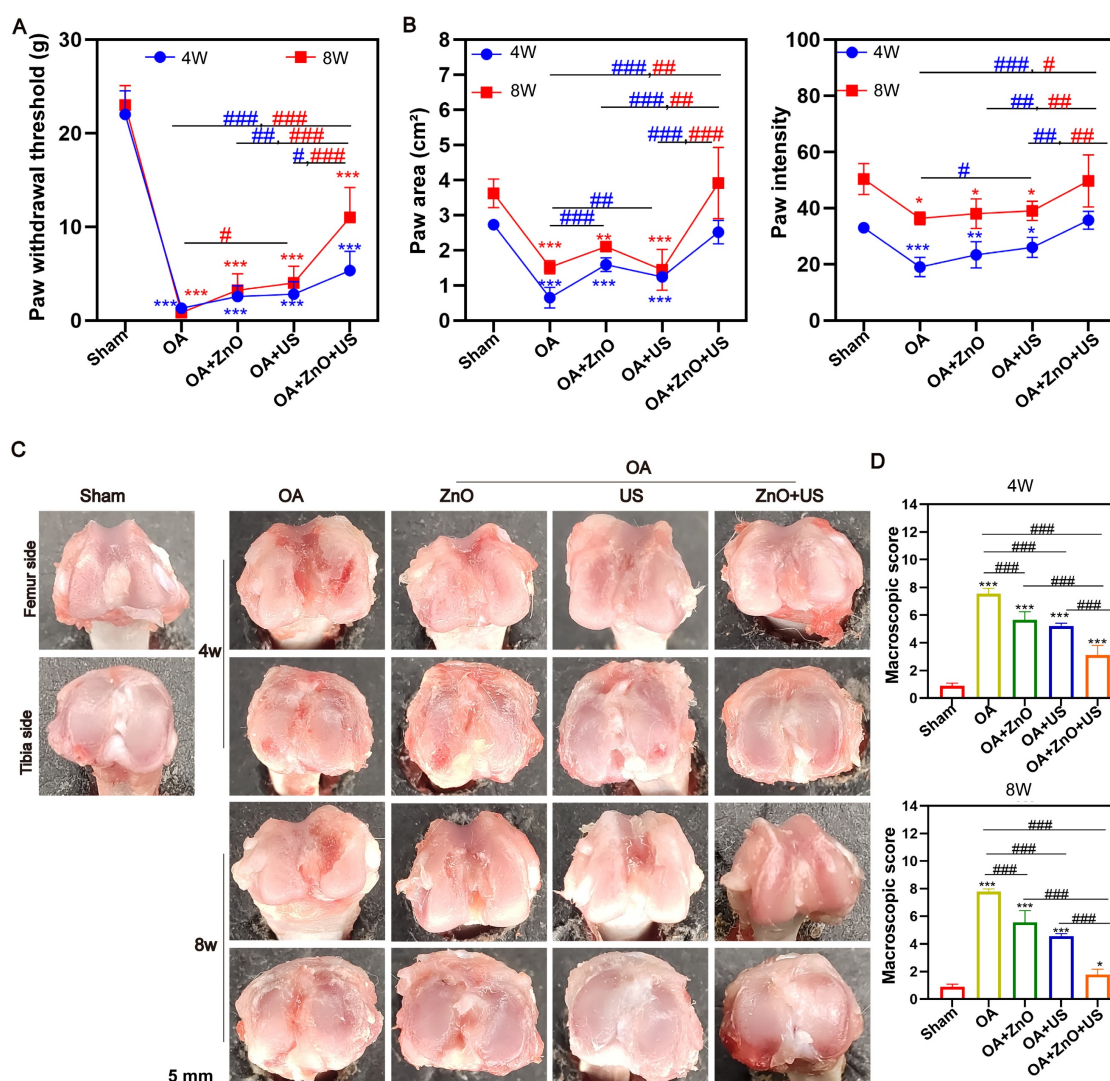 A
Paw withdrawal threshold (g)
30
20
10
0
4W
8W
###,###
##,###
#,###
#
***
***
***
***
***
***
***
***
Sham
OA
OA+ZnO
OA+US
OA+ZnO+US
B
Paw area (cm²)
8
7
6
5
4
3
2
1
0
4W
8W
###,##
###,##
###,###
##
###
***
**
***
***
***
***
Sham
OA
OA+ZnO
OA+US
OA+ZnO+US
Paw intensity
100
80
60
40
20
0
4W
8W
###,#
##,##
##,##
#
*
*
*
***
**
*
Sham
OA
OA+ZnO
OA+US
OA+ZnO+US
C
OA
Sham
OA
ZnO
US
ZnO+US
Femur side
Tibia side
4w
8w
5 mm
D
4W
Macroscopic score
14
12
10
8
6
4
2
0
###
###
###
###
###
***
***
***
***
Sham
OA
OA+ZnO
OA+US
OA+ZnO+US
8W
Macroscopic score
14
12
10
8
6
4
2
0
###
###
###
###
###
***
***
***
*
Sham
OA
OA+ZnO
OA+US
OA+ZnO+US